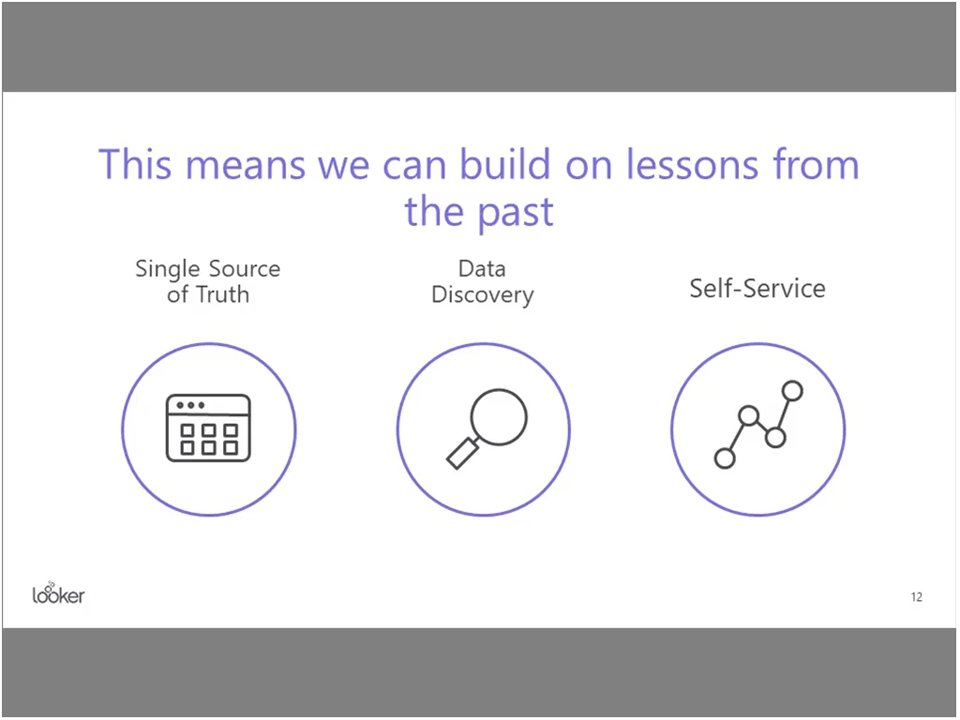 This means we can build on lessons from
the past
Single Source
of Truth
Data
Discovery
Self-Service
looker
12